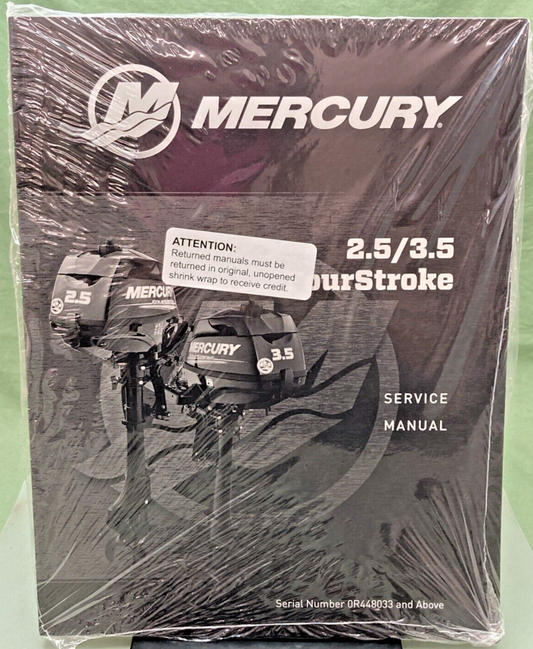 M MERCURY
ATTENTION:
Returned manuals must be
returned in original, unopened
shrink wrap to receive credit.
2.5/3.5
ourStroke
2.5
MERCURY
MERCURY
3.5
SERVICE
MANUAL
Serial Number 0R448033 and Above